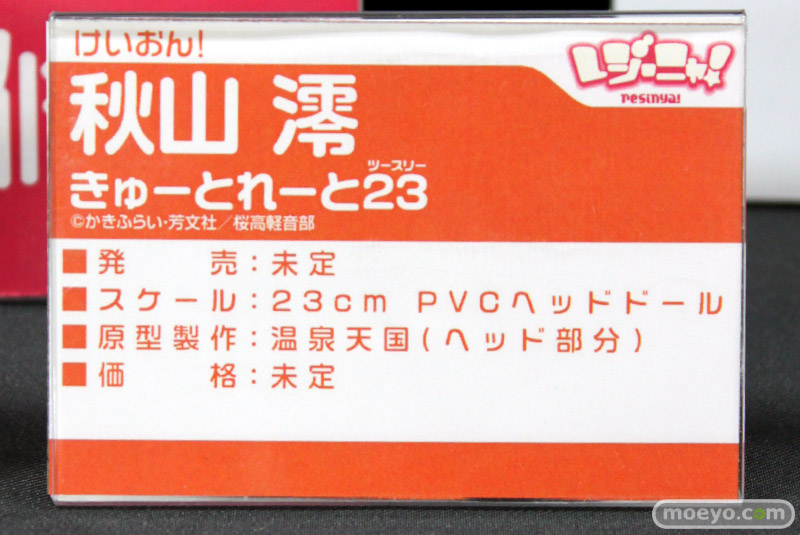 けいおん!
レジーニャ!
resinya!
秋山 澪
ツースリー
きゅーとれーと23
©かきふらい・芳文社／桜高軽音部
■発　　売：未定
■スケール：23cm PVCヘッドドール
■原型製作：温泉天国(ヘッド部分)
■価　　格：未定
moeyo.com